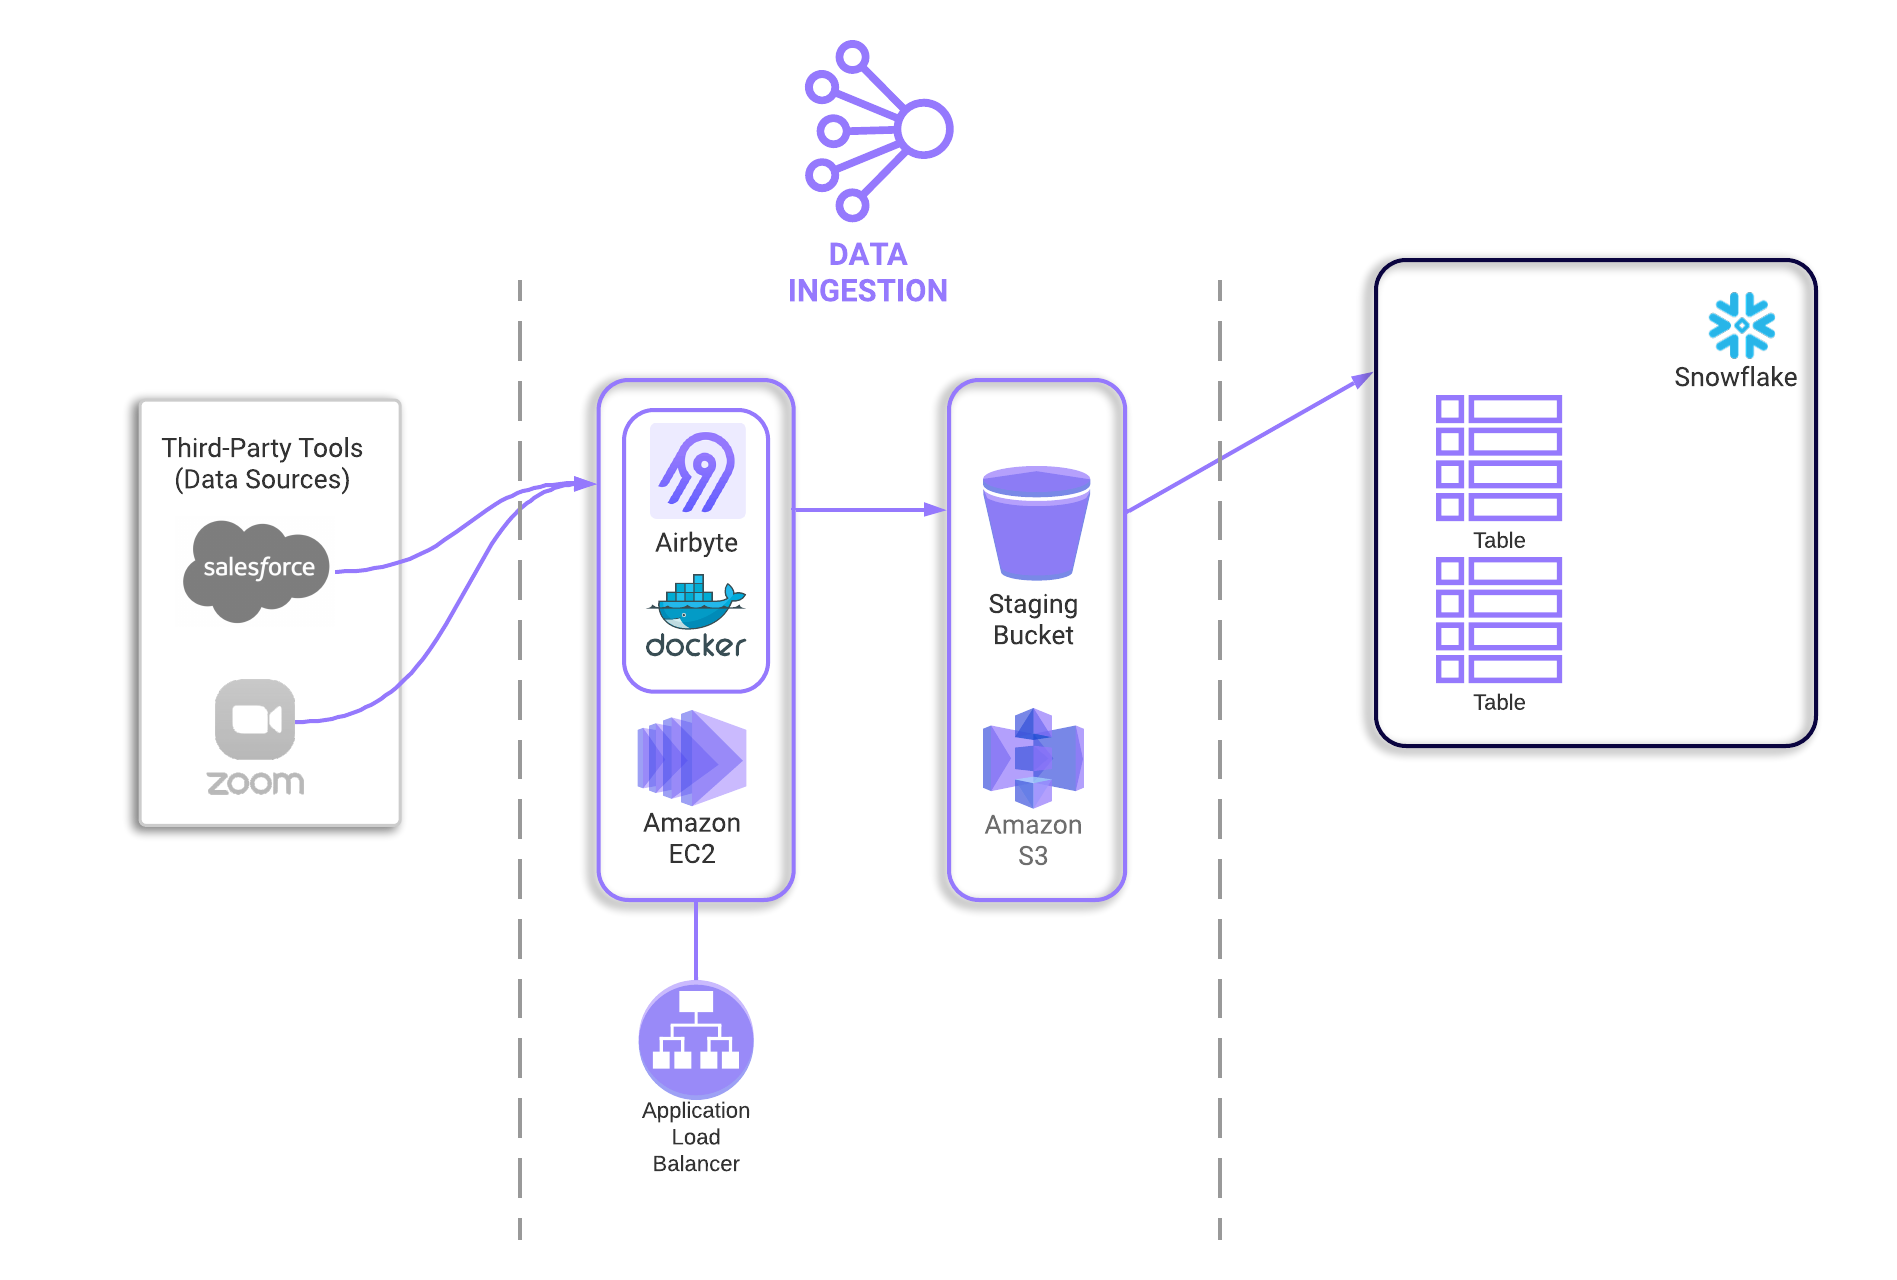 DATA
INGESTION
Third-Party Tools
(Data Sources)
salesforce
zoom
Airbyte
docker
Amazon
EC2
Application
Load
Balancer
Staging
Bucket
Amazon
S3
Snowflake
Table
Table